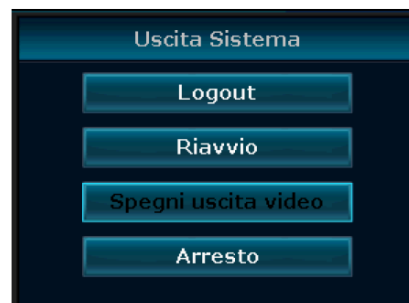 Uscita Sistema
Logout
Riavvio
Spegni uscita video
Arresto